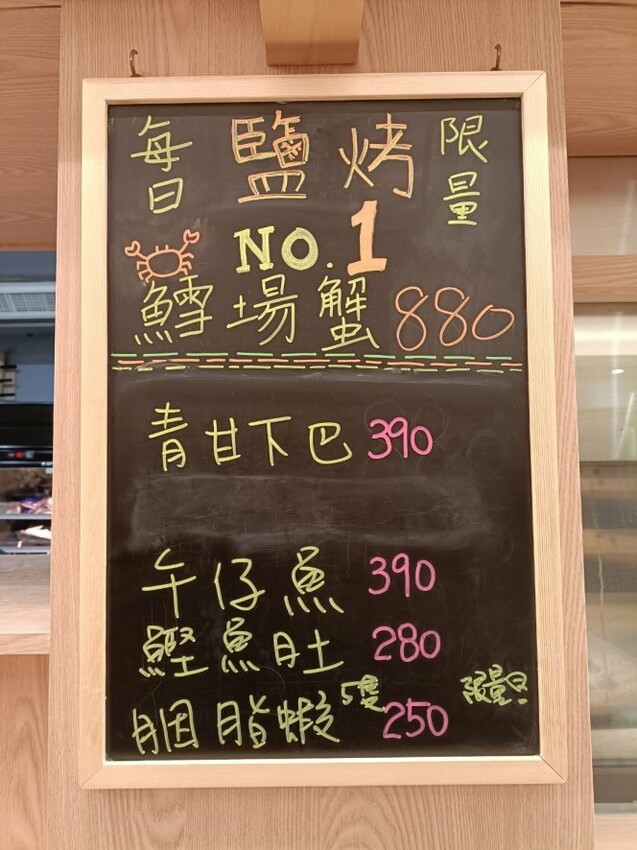 每日 鹽烤 限量
NO.1
鱈場蟹 880
青甘下巴 390
午仔魚 390
鰹魚肚 280
胭脂蝦 5隻 250 限量